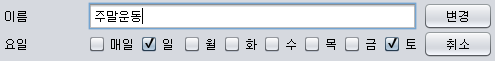 이름 주말운동 변경
요일 매일 일 월 화 수 목 금 토 취소